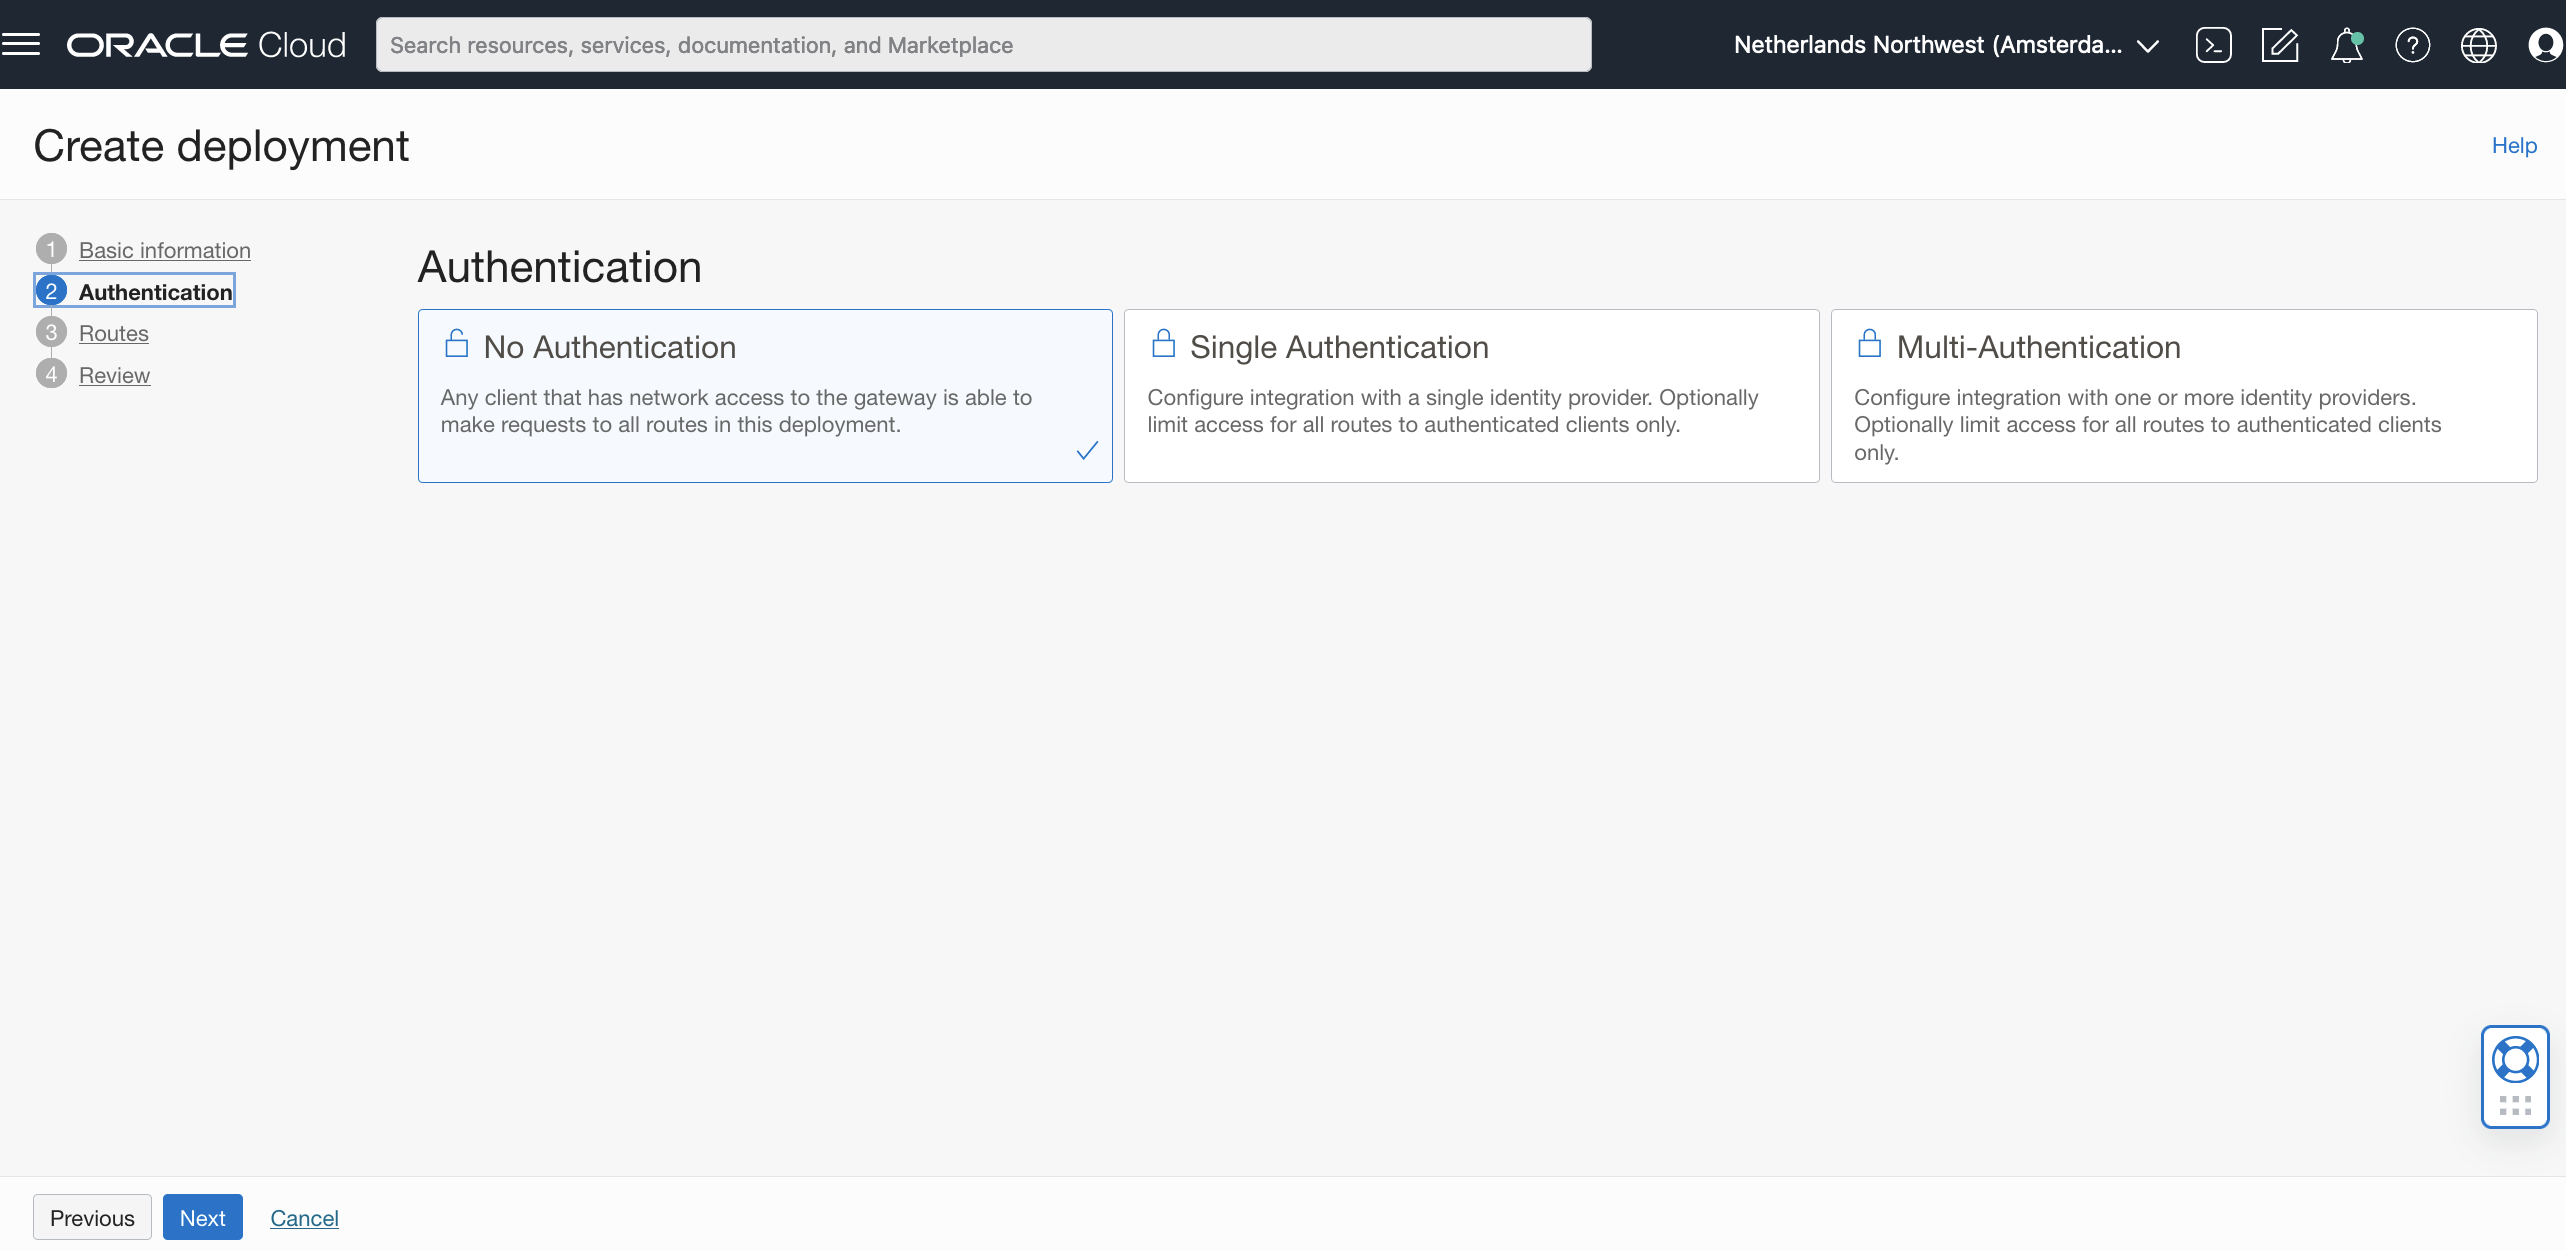 ORACLE Cloud
Search resources, services, documentation, and Marketplace
Netherlands Northwest (Amsterda...
Create deployment
Help
1 Basic information
2 Authentication
3 Routes
4 Review
Authentication
No Authentication
Any client that has network access to the gateway is able to
make requests to all routes in this deployment.
Single Authentication
Configure integration with a single identity provider. Optionally
limit access for all routes to authenticated clients only.
Multi-Authentication
Configure integration with one or more identity providers.
Optionally limit access for all routes to authenticated clients
only.
Previous
Next
Cancel